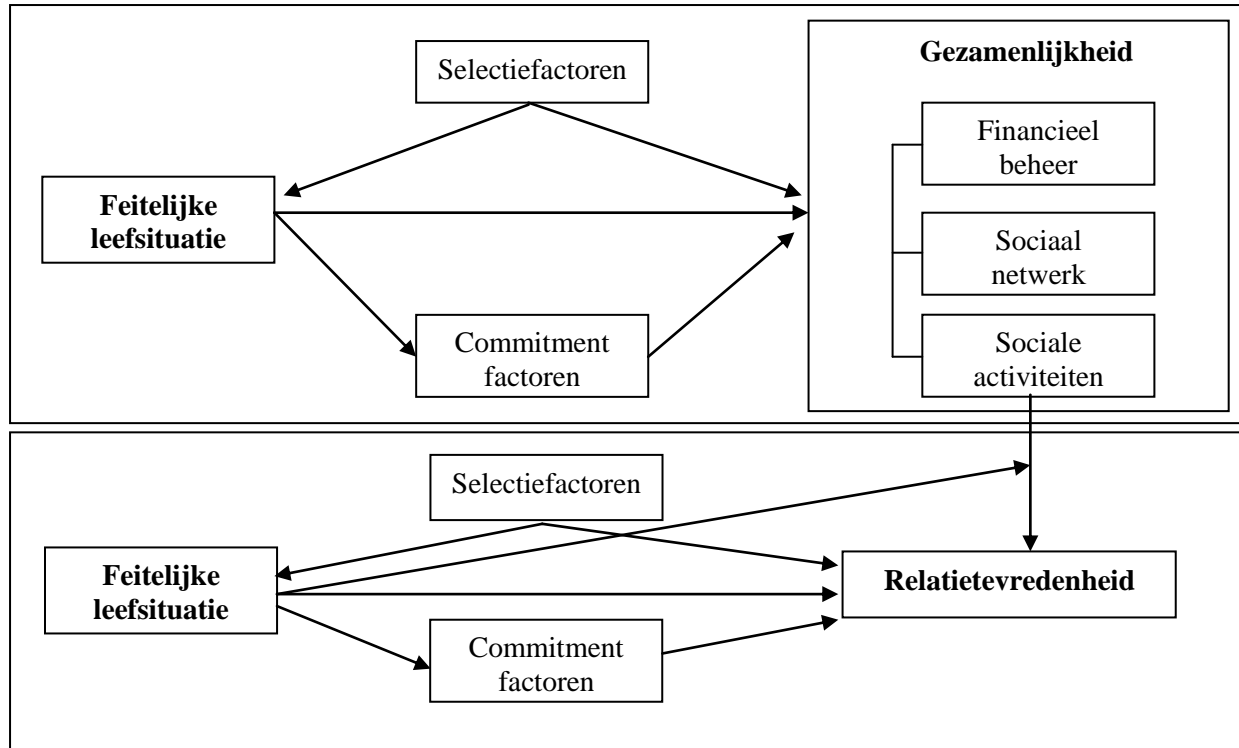 Selectiefactoren
Gezamenlijkheid
Financieel
beheer
Feitelijke
leefsituatie
Sociaal
netwerk
Commitment
factoren
Sociale
activiteiten
Selectiefactoren
Feitelijke
leefsituatie
Relatietevredenheid
Commitment
factoren